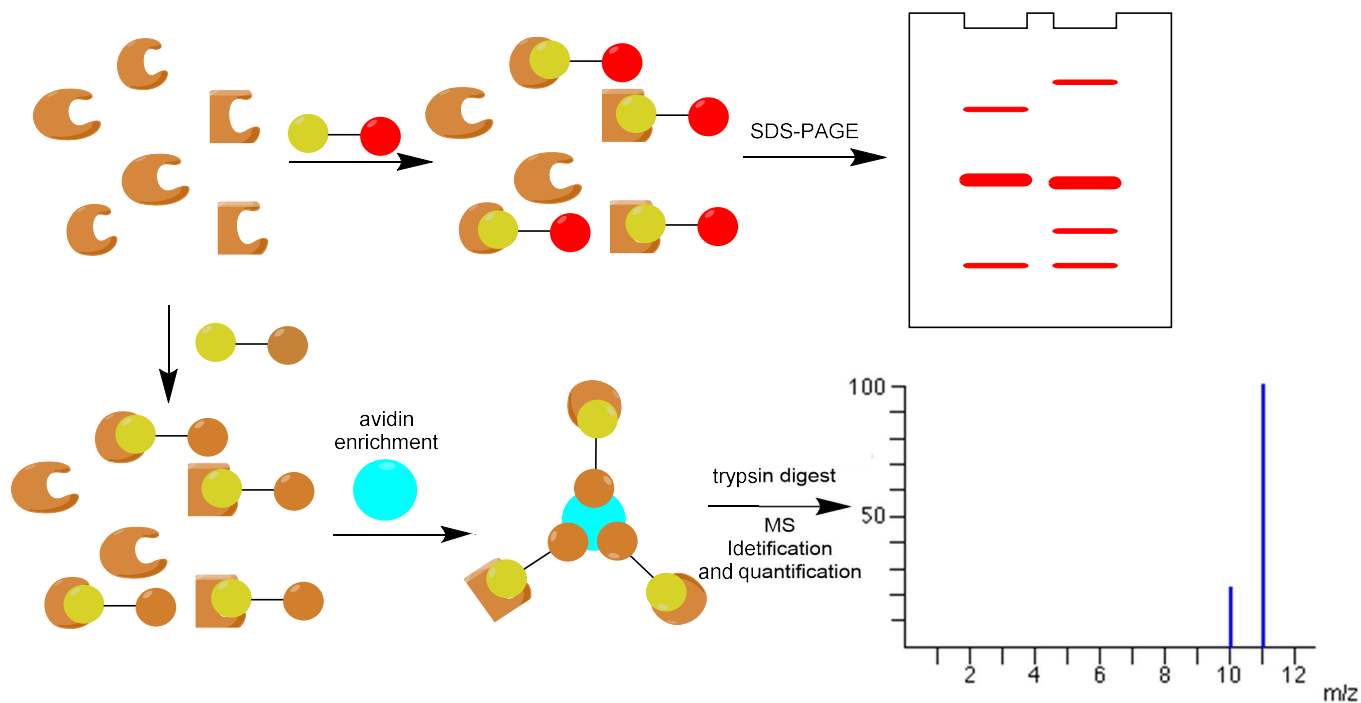 SDS-PAGE
avidin
enrichment
trypsin digest
MS
Idetification
and quantification
100
50
2
4
6
8
10
12
m/z